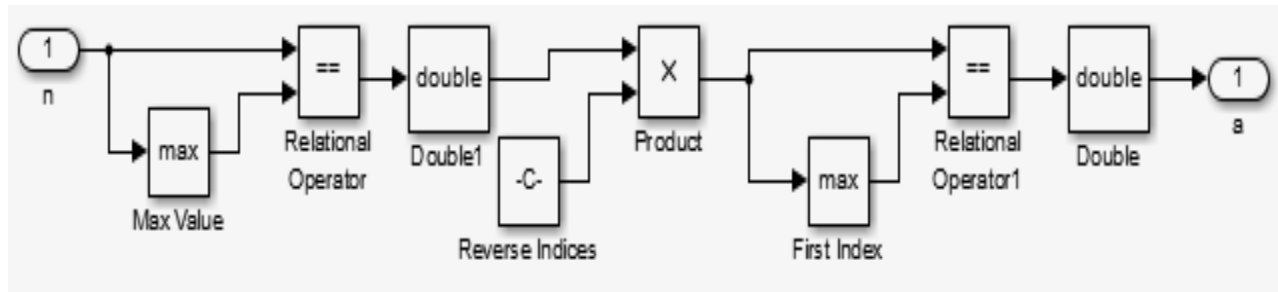 1
n
max
Max Value
==
Relational
Operator
double
Double1
-C-
Reverse Indices
X
Product
max
First Index
==
Relational
Operator1
double
Double
1
a